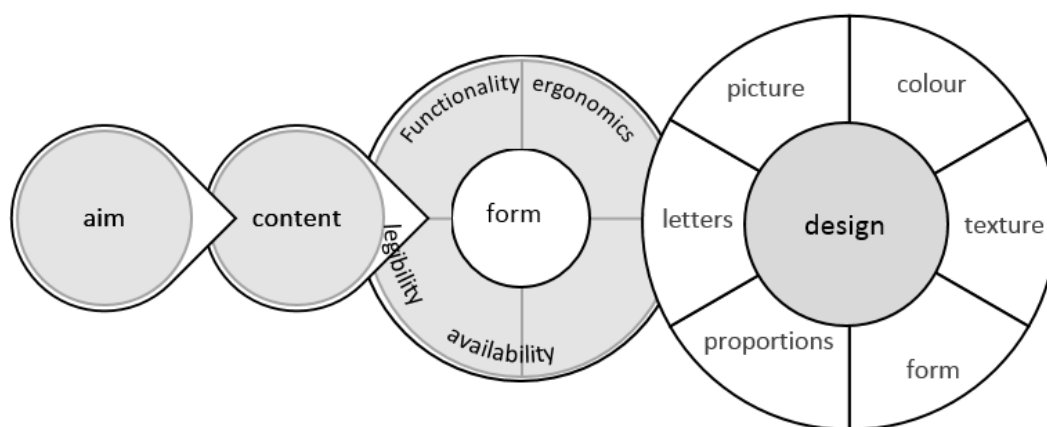 aim
content
Functionality
ergonomics
form
legibility
availability
picture
colour
letters
design
texture
proportions
form